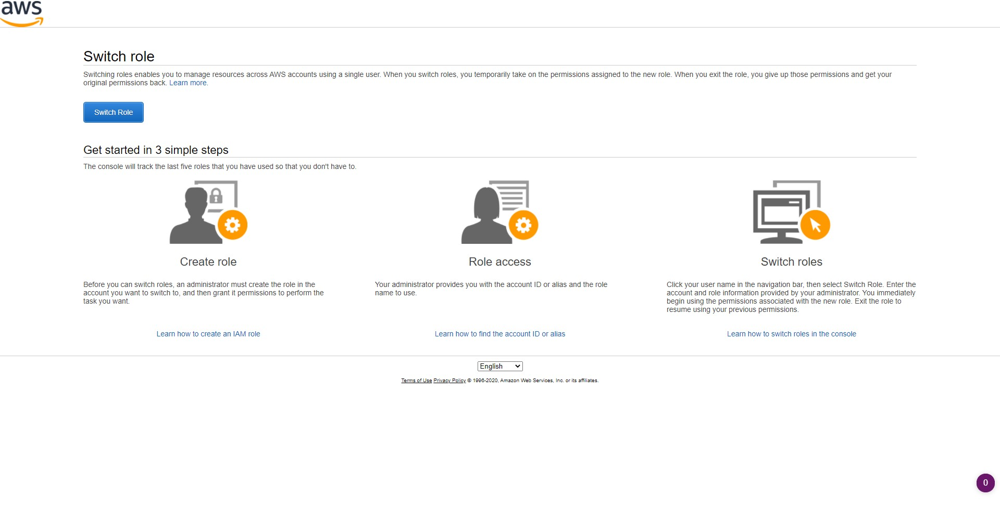 aws
Switch role
Switching roles enables you to manage resources across AWS accounts using a single user. When you switch roles, you temporarily take on the permissions assigned to the new role. When you exit the role, you give up those permissions and get your
original permissions back. Learn more.
Switch Role
Get started in 3 simple steps
The console will track the last five roles that you have used so that you don't have to.
Create role
Before you can switch roles, an administrator must create the role in the
account you want to switch to, and then grant it permissions to perform the
task you want.
Learn how to create an IAM role
Role access
Your administrator provides you with the account ID or alias and the role
name to use.
Learn how to find the account ID or alias
Switch roles
Click your user name in the navigation bar, then select Switch Role. Enter the
account and role information provided by your administrator. You immediately
begin using the permissions associated with the new role. Exit the role to
resume using your previous permissions.
Learn how to switch roles in the console
English
Terms of Use Privacy Policy © 1996-2020, Amazon Web Services, Inc. or its affiliates.
0